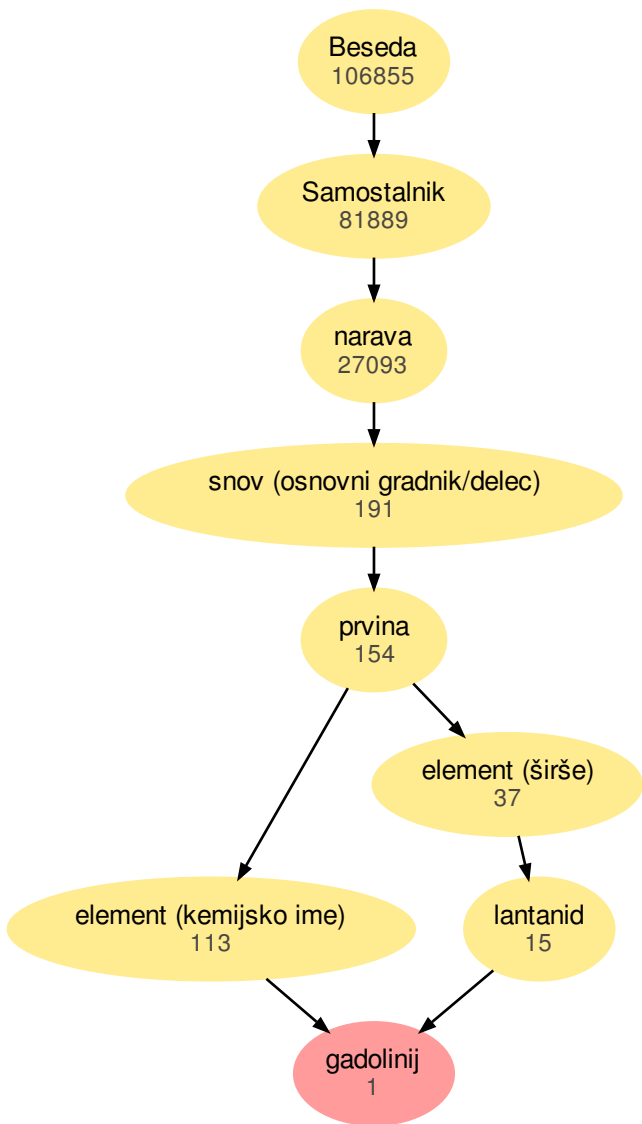 Beseda
106855
Samostalnik
81889
narava
27093
snov (osnovni gradnik/delec)
191
prvina
154
element (širše)
37
element (kemijsko ime)
113
lantanid
15
gadolinij
1